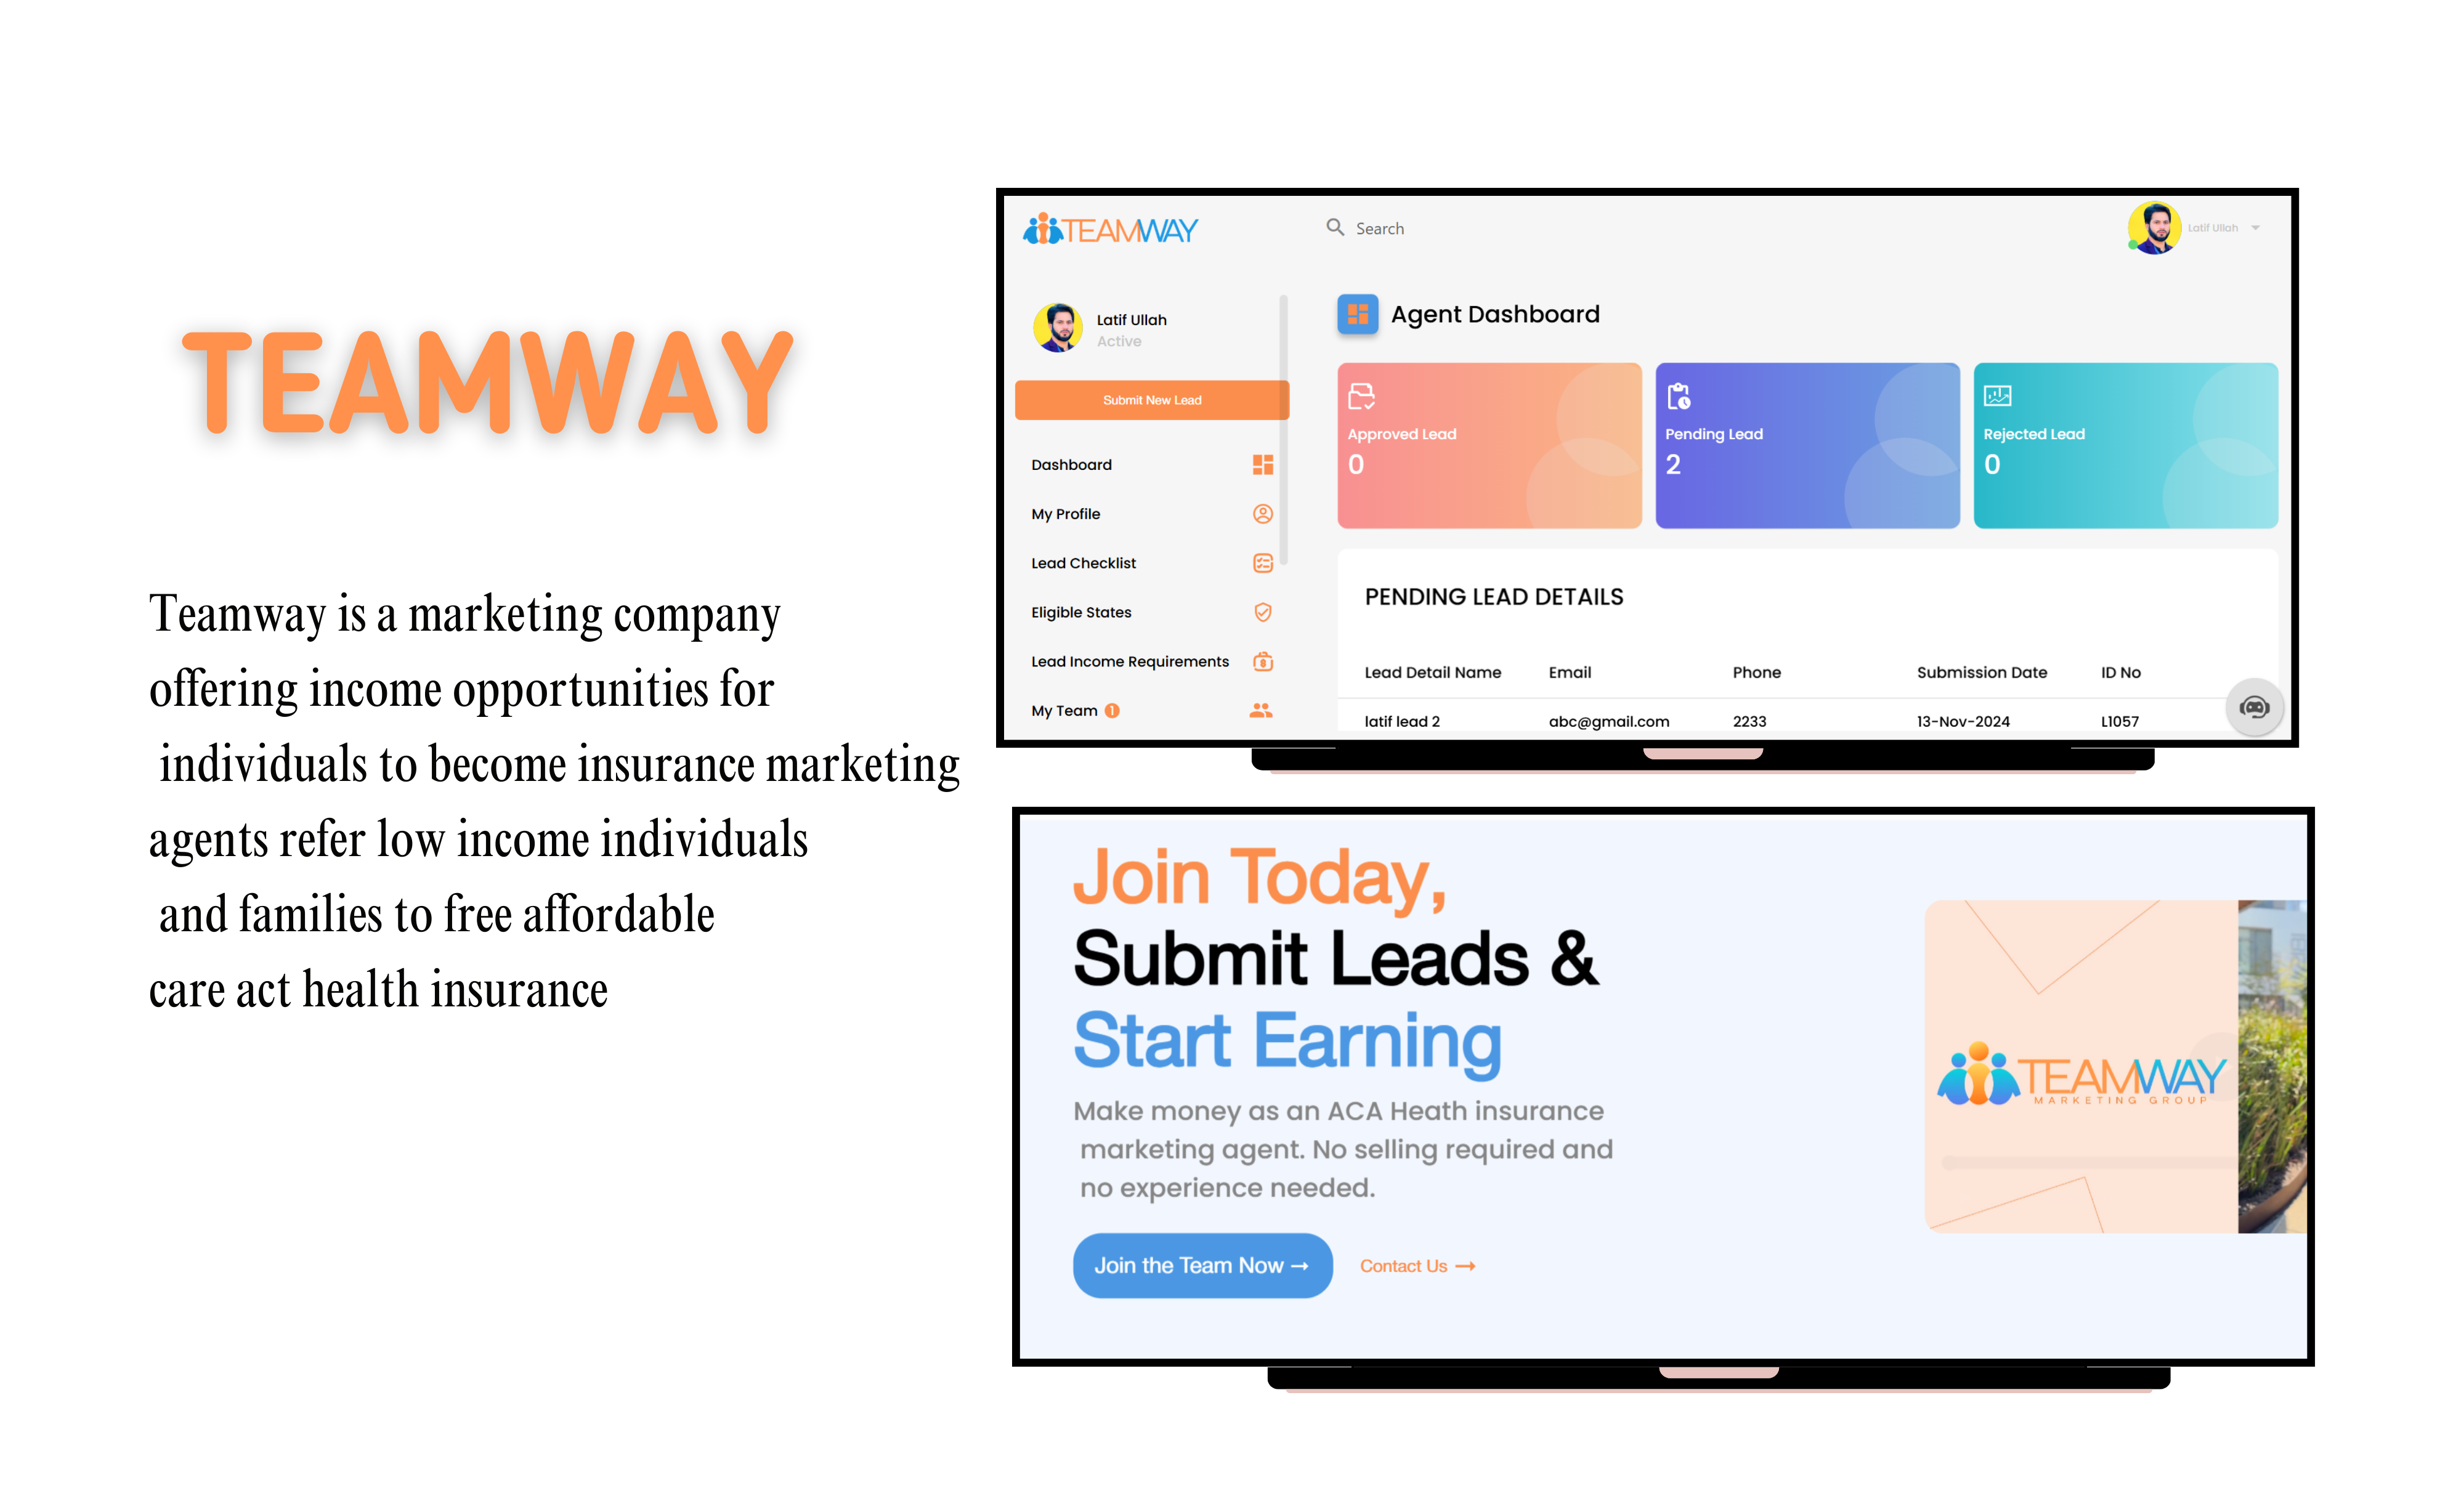 TEAMWAY
Teamway is a marketing company
offering income opportunities for
individuals to become insurance marketing
agents refer low income individuals
and families to free affordable
care act health insurance
TEAMWAY
Search
Latif Ullah
Latif Ullah
Active
Submit New Lead
Dashboard
My Profile
Lead Checklist
Eligible States
Lead Income Requirements
My Team 1
Agent Dashboard
Approved Lead
0
Pending Lead
2
Rejected Lead
0
PENDING LEAD DETAILS
Lead Detail Name Email Phone Submission Date ID No
latif lead 2 abc@gmail.com 2233 13-Nov-2024 L1057
Join Today,
Submit Leads &
Start Earning
Make money as an ACA Heath insurance
marketing agent. No selling required and
no experience needed.
Join the Team Now →
Contact Us →
TEAMWAY
MARKETING GROUP